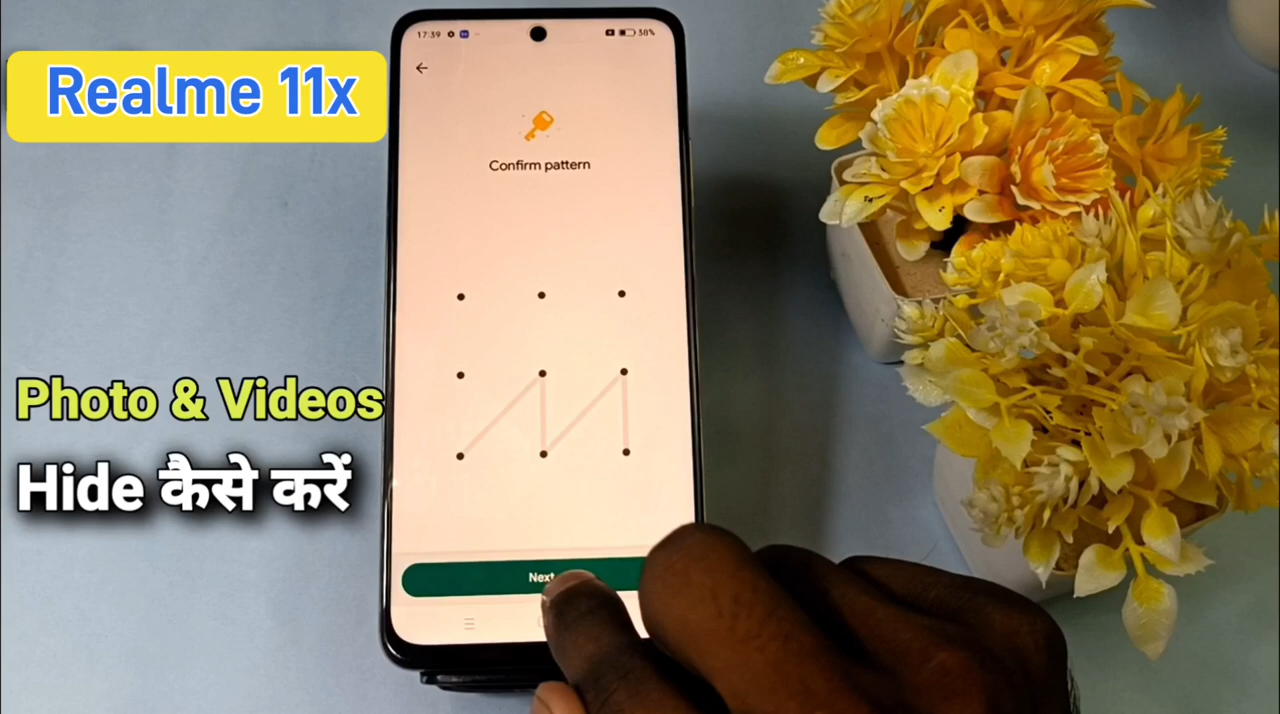 Realme 11x
17:39
38%
Confirm pattern
Photo & Videos
Hide कैसे करें
Next